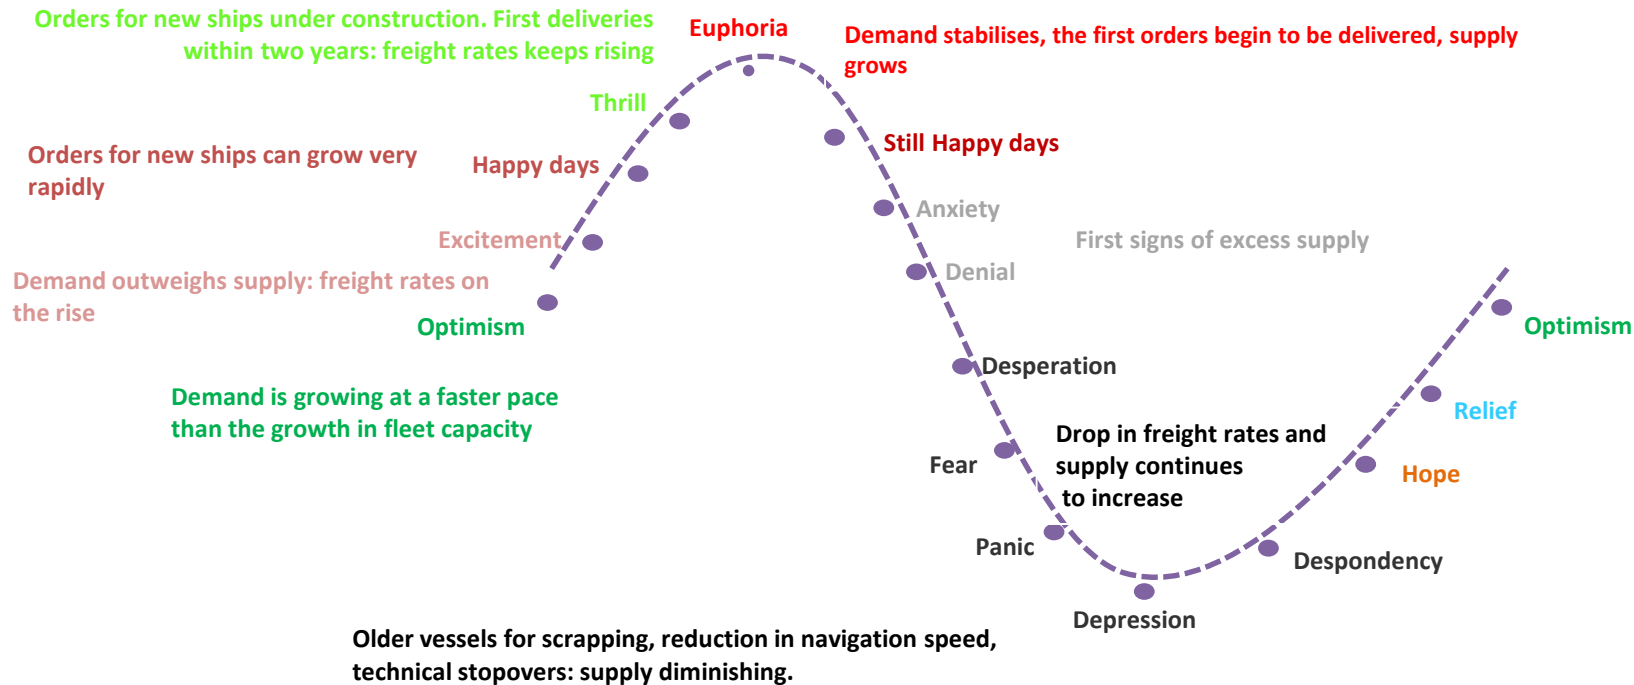 Orders for new ships under construction. First deliveries
within two years: freight rates keeps rising
Euphoria
Demand stabilises, the first orders begin to be delivered, supply
grows
Thrill
Still Happy days
Orders for new ships can grow very
rapidly
Happy days
Anxiety
Excitement
First signs of excess supply
Demand outweighs supply: freight rates on
the rise
Denial
Optimism
Optimism
Desperation
Demand is growing at a faster pace
than the growth in fleet capacity
Relief
Drop in freight rates and
supply continues
to increase
Fear
Hope
Panic
Despondency
Depression
Older vessels for scrapping, reduction in navigation speed,
technical stopovers: supply diminishing.